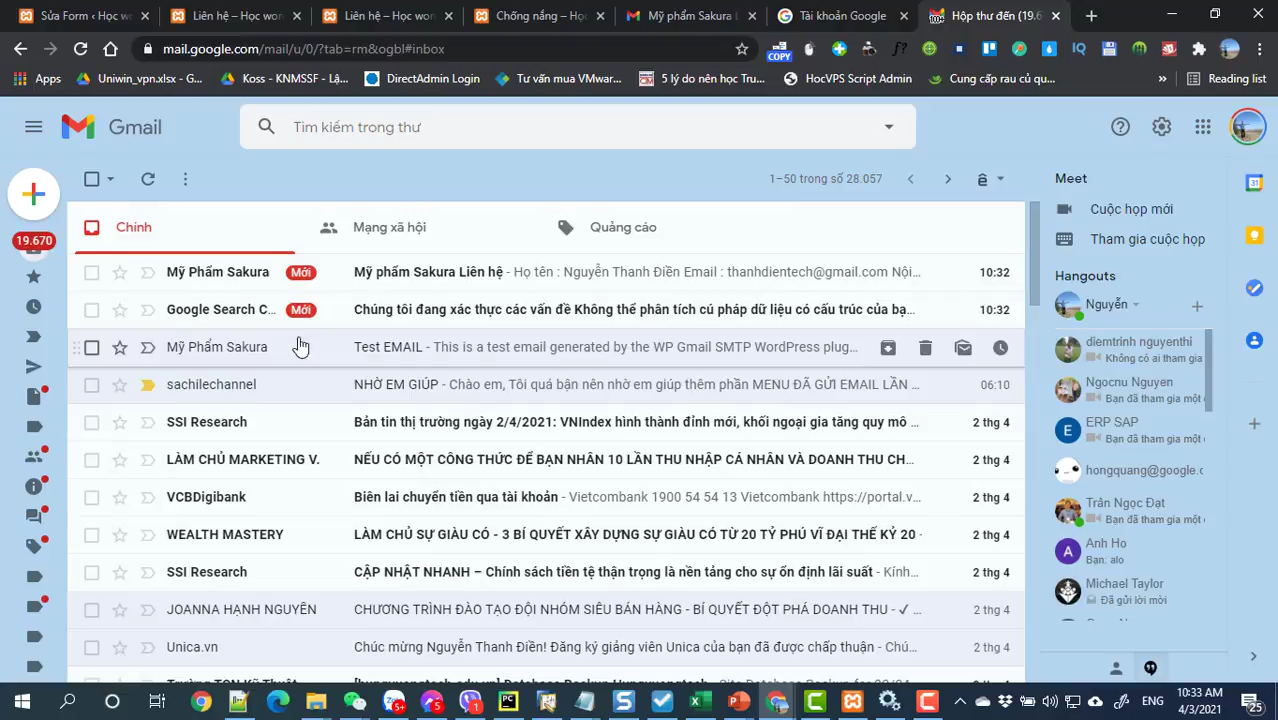 Sửa Form ‹ Học wor
Liên hệ – Học won
Liên hệ – Học won
Chống nắng – Học
Mỹ phẩm Sakura L
Tài khoản Google
Hộp thư đến (19.6
mail.google.com/mail/u/0/?tab=rm&ogbl#inbox
COPY
Apps
Uniwin_vpn.xlsx - G...
Koss - KNMSSF - Lậ...
DirectAdmin Login
Tư vấn mua VMwar...
5 lý do nên học Tru...
HocVPS Script Admin
Cung cấp rau củ qu...
»
Reading list
Gmail
Tìm kiếm trong thư
1–50 trong số 28.057
ê
19.670
Chính
Mạng xã hội
Quảng cáo
Mỹ Phẩm Sakura Mới Mỹ phẩm Sakura Liên hệ - Họ tên : Nguyễn Thanh Điền Email : thanhdientech@gmail.com Nội... 10:32
Google Search C... Mới Chúng tôi đang xác thực các vấn đề Không thể phân tích cú pháp dữ liệu có cấu trúc của bạ... 10:32
Mỹ Phẩm Sakura Test EMAIL - This is a test email generated by the WP Gmail SMTP WordPress plug...
sachilechannel NHỜ EM GIÚP - Chào em, Tôi quá bận nên nhờ em giúp thêm phần MENU ĐÃ GỬI EMAIL LẦN ... 06:10
SSI Research Bản tin thị trường ngày 2/4/2021: VNIndex hình thành đỉnh mới, khối ngoại gia tăng quy mô ... 2 thg 4
LÀM CHỦ MARKETING V. NẾU CÓ MỘT CÔNG THỨC ĐỂ BẠN NHÂN 10 LẦN THU NHẬP CÁ NHÂN VÀ DOANH THU CH... 2 thg 4
VCBDigibank Biên lai chuyển tiền qua tài khoản - Vietcombank 1900 54 54 13 Vietcombank https://portal.v... 2 thg 4
WEALTH MASTERY LÀM CHỦ SỰ GIÀU CÓ - 3 BÍ QUYẾT XÂY DỰNG SỰ GIÀU CÓ TỪ 20 TỶ PHÚ VĨ ĐẠI THẾ KỶ 20 - 2 thg 4
SSI Research CẬP NHẬT NHANH – Chính sách tiền tệ thận trọng là nền tảng cho sự ổn định lãi suất - Kính... 2 thg 4
JOANNA HẠNH NGUYỄN CHƯƠNG TRÌNH ĐÀO TẠO ĐỘI NHÓM SIÊU BÁN HÀNG - BÍ QUYẾT ĐỘT PHÁ DOANH THU - ✓ ... 2 thg 4
Unica.vn Chúc mừng Nguyễn Thanh Điền! Đăng ký giảng viên Unica của bạn đã được chấp thuận - Chú... 2 thg 4
Meet
Cuộc họp mới
Tham gia cuộc họp
Hangouts
Nguyễn
diemtrinh nguyenthi
Không có ai tham gia
Ngocnu Nguyen
Bạn đã tham gia một c
ERP SAP
Bạn đã tham gia một c
hongquang@google.c
Trân Ngọc Đạt
Bạn đã tham gia một c
Anh Ho
Bạn: alo
Michael Taylor
Đã gửi lời mời
ENG
10:33 AM
4/3/2021
25